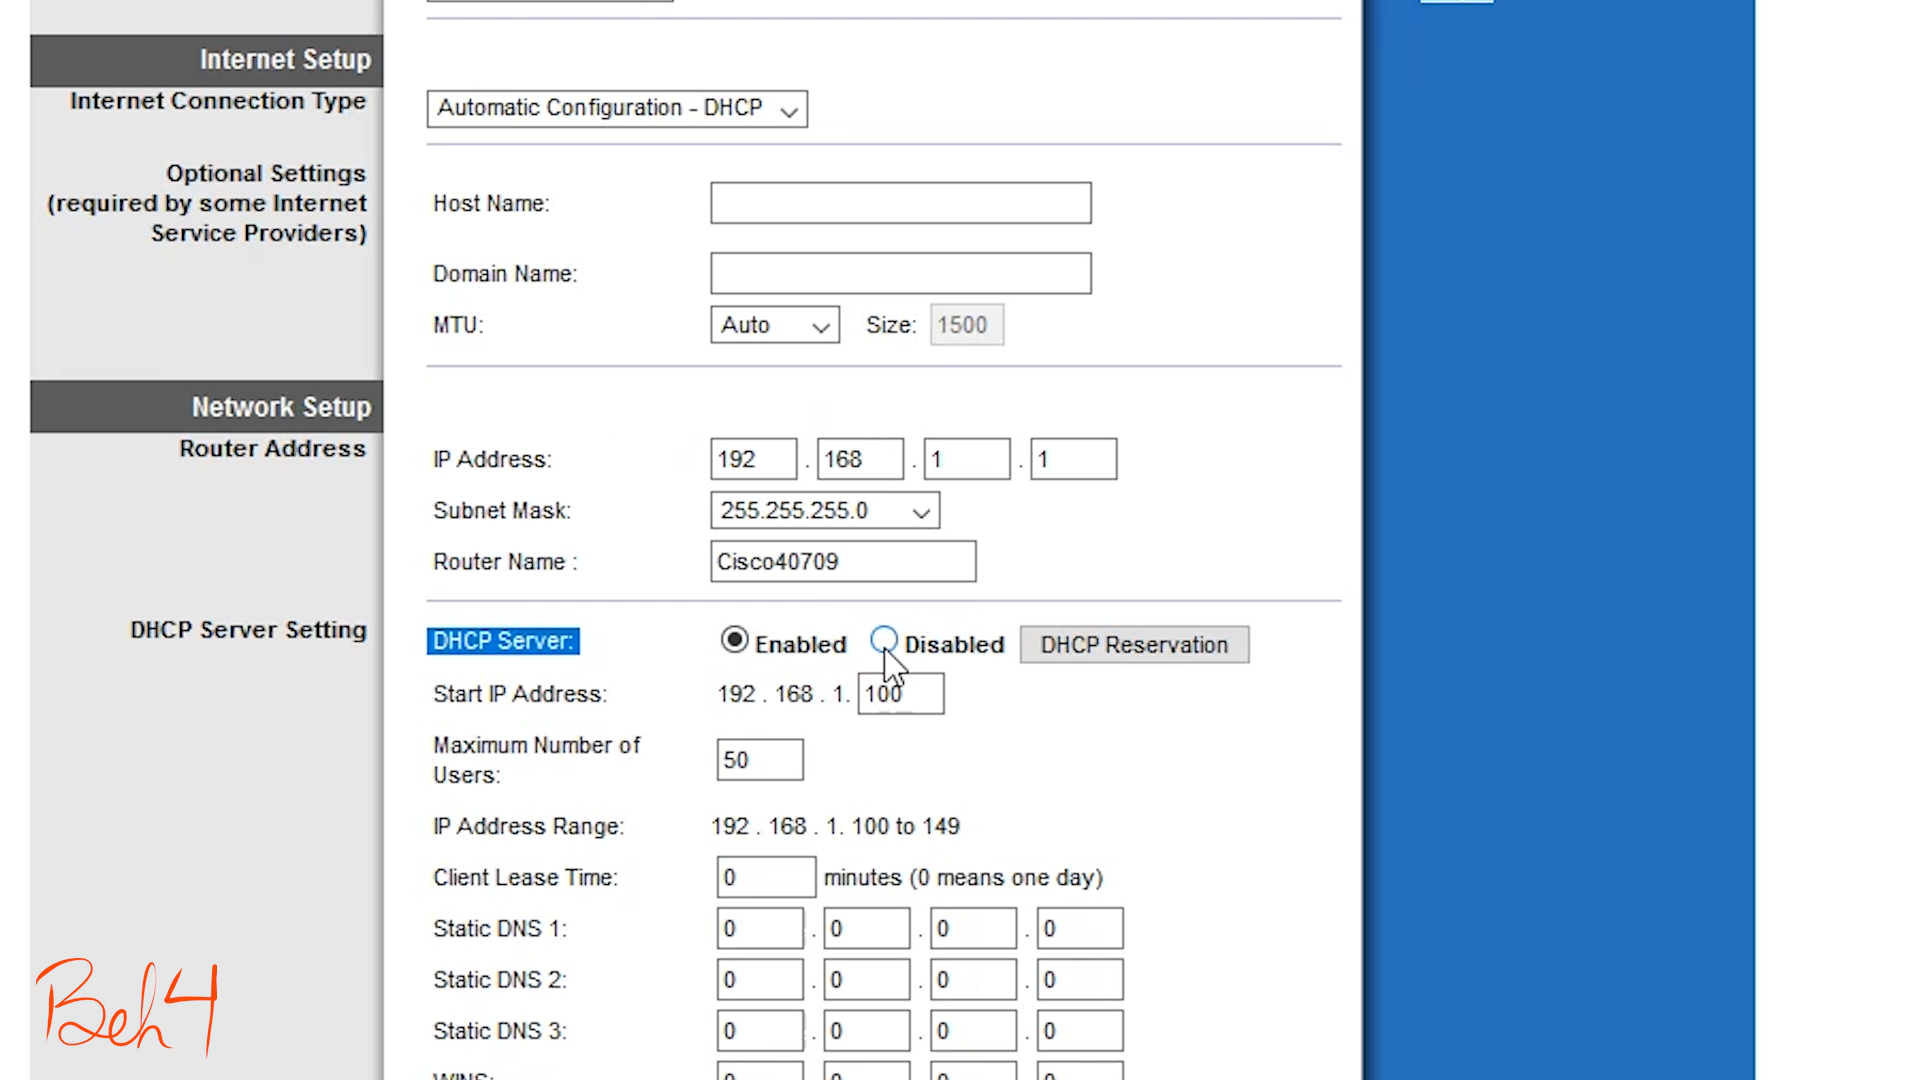 Internet Setup
Internet Connection Type
Automatic Configuration - DHCP
Optional Settings
(required by some Internet
Service Providers)
Host Name:
Domain Name:
MTU: Auto Size: 1500
Network Setup
Router Address
IP Address: 192 . 168 . 1 . 1
Subnet Mask: 255.255.255.0
Router Name : Cisco40709
DHCP Server Setting
DHCP Server: Enabled Disabled DHCP Reservation
Start IP Address: 192 . 168 . 1. 100
Maximum Number of
Users: 50
IP Address Range: 192 . 168 . 1. 100 to 149
Client Lease Time: 0 minutes (0 means one day)
Static DNS 1: 0 . 0 . 0 . 0
Static DNS 2: 0 . 0 . 0 . 0
Static DNS 3: 0 . 0 . 0 . 0
WINS: 0 . 0 . 0 . 0
Beh4